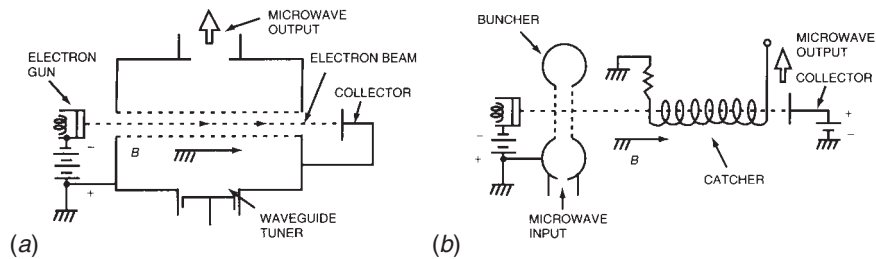 MICROWAVE
OUTPUT
ELECTRON
GUN
ELECTRON BEAM
COLLECTOR
-
B
+
WAVEGUIDE
TUNER
(a)
BUNCHER
MICROWAVE
OUTPUT
COLLECTOR
-
+
+
-
B
CATCHER
MICROWAVE
INPUT
(b)